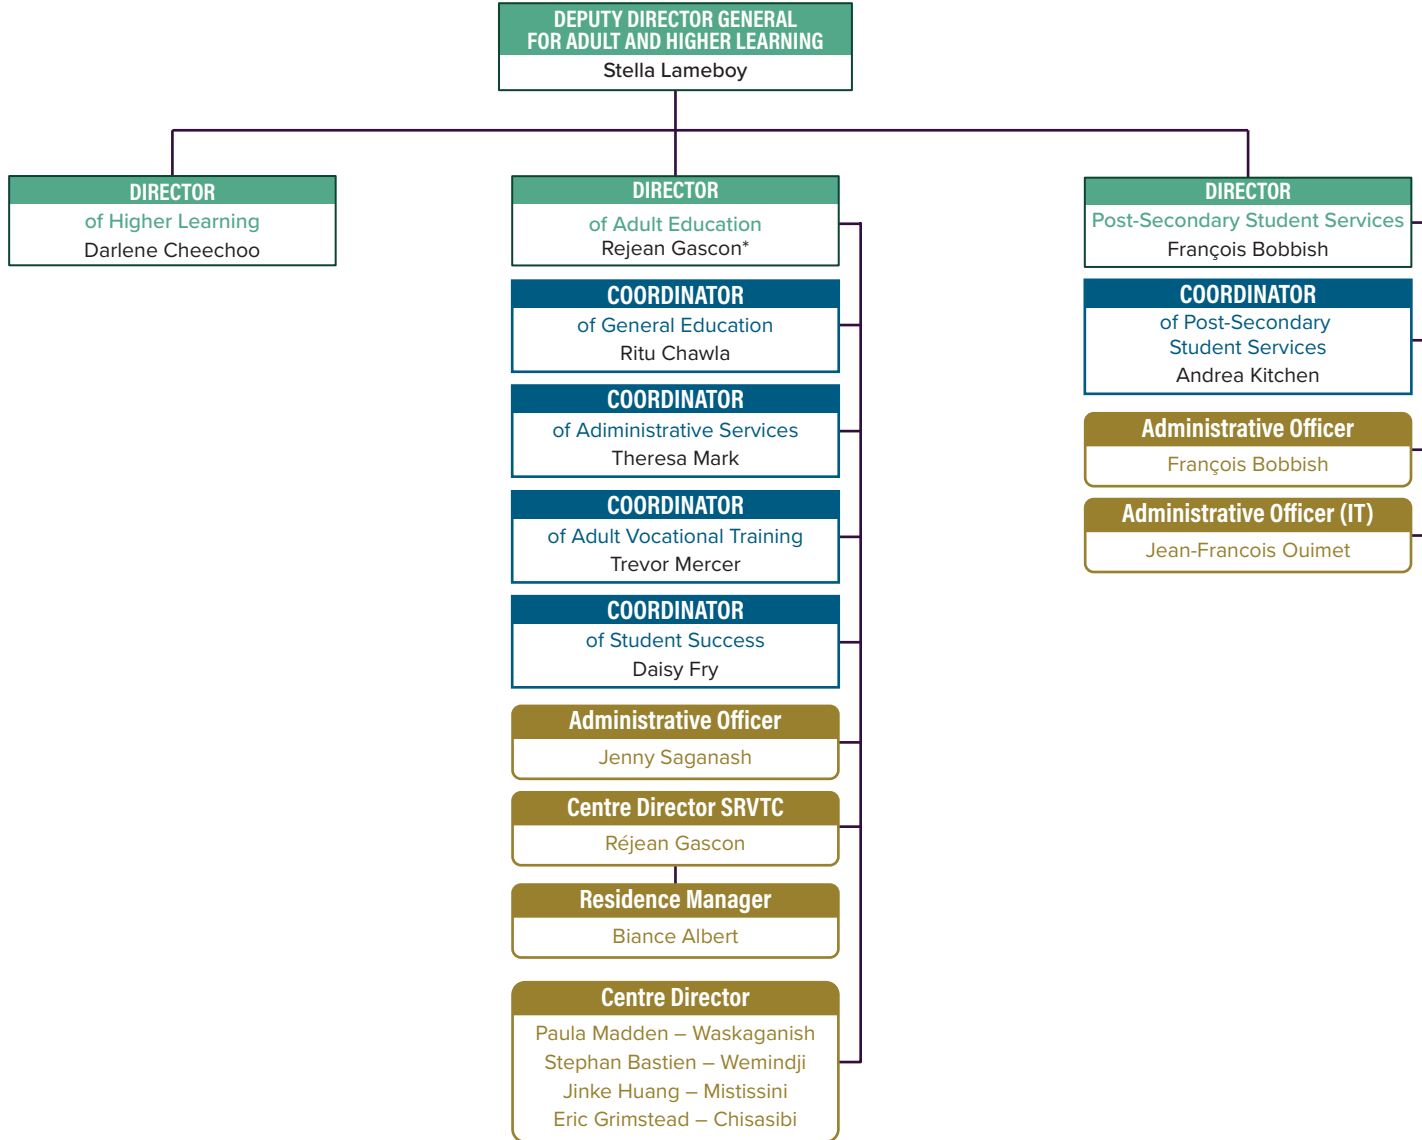 DEPUTY DIRECTOR GENERAL
FOR ADULT AND HIGHER LEARNING
Stella Lameboy
DIRECTOR
of Higher Learning
Darlene Cheechoo
DIRECTOR
of Adult Education
Rejean Gascon*
COORDINATOR
of General Education
Ritu Chawla
COORDINATOR
of Adiministrative Services
Theresa Mark
COORDINATOR
of Adult Vocational Training
Trevor Mercer
COORDINATOR
of Student Success
Daisy Fry
Administrative Officer
Jenny Saganash
Centre Director SRVTC
Réjean Gascon
Residence Manager
Biance Albert
Centre Director
Paula Madden – Waskaganish
Stephan Bastien – Wemindji
Jinke Huang – Mistissini
Eric Grimstead – Chisasibi
DIRECTOR
Post-Secondary Student Services
François Bobbish
COORDINATOR
of Post-Secondary
Student Services
Andrea Kitchen
Administrative Officer
François Bobbish
Administrative Officer (IT)
Jean-Francois Ouimet